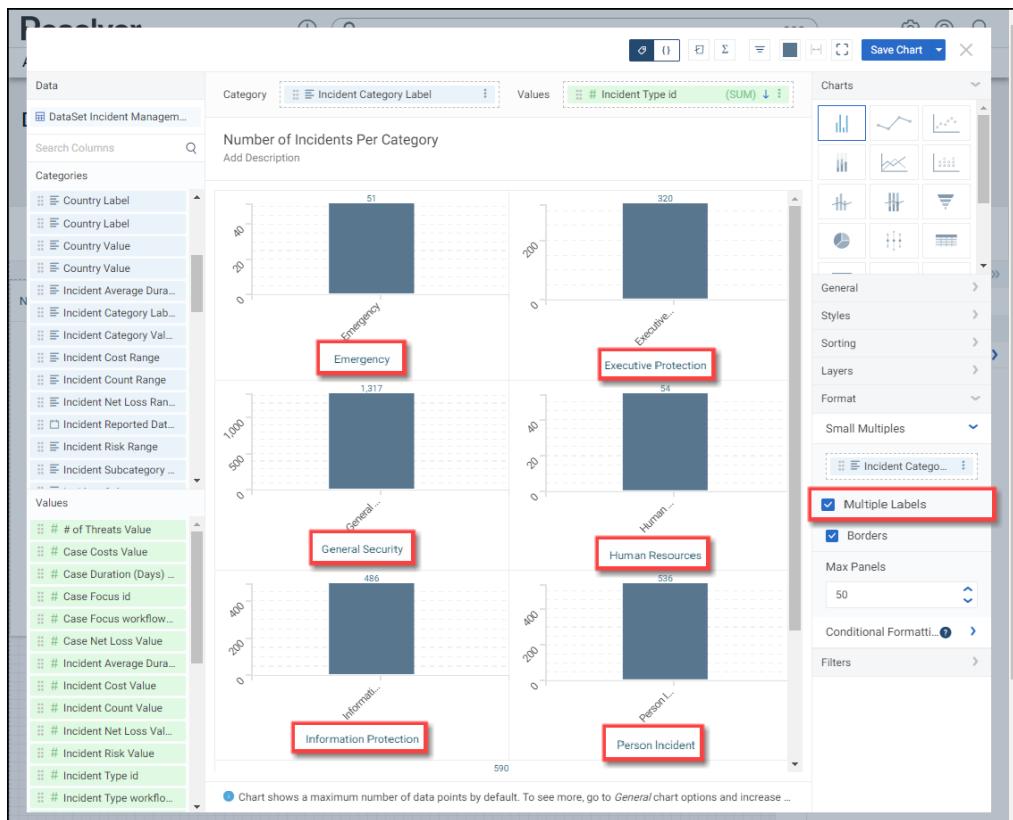 Resolver
Save Chart
Data
DataSet Incident Managem...
Search Columns
Categories
Country Label
Country Label
Country Value
Country Value
Incident Average Dura...
Incident Category Lab...
Incident Category Val...
Incident Cost Range
Incident Count Range
Incident Net Loss Ran...
Incident Reported Dat...
Incident Risk Range
Incident Subcategory ...
Values
# # of Threats Value
# Case Costs Value
# Case Duration (Days) ...
# Case Focus id
# Case Focus workflow...
# Case Net Loss Value
# Incident Average Dura...
# Incident Cost Value
# Incident Count Value
# Incident Net Loss Val...
# Incident Risk Value
# Incident Type id
# Incident Type workflo...
Category Incident Category Label Values # Incident Type id (SUM)
Number of Incidents Per Category
Add Description
51
40
20
0
Emergency
Emergency
320
200
0
Executive...
Executive Protection
1,317
1,000
500
0
General ...
General Security
54
40
20
0
Human...
Human Resources
486
400
200
0
Informati...
Information Protection
536
400
200
0
Person I...
Person Incident
590
Chart shows a maximum number of data points by default. To see more, go to General chart options and increase ...
Charts
General
Styles
Sorting
Layers
Format
Small Multiples
Incident Catego...
Multiple Labels
Borders
Max Panels
50
Conditional Formatti... ?
Filters